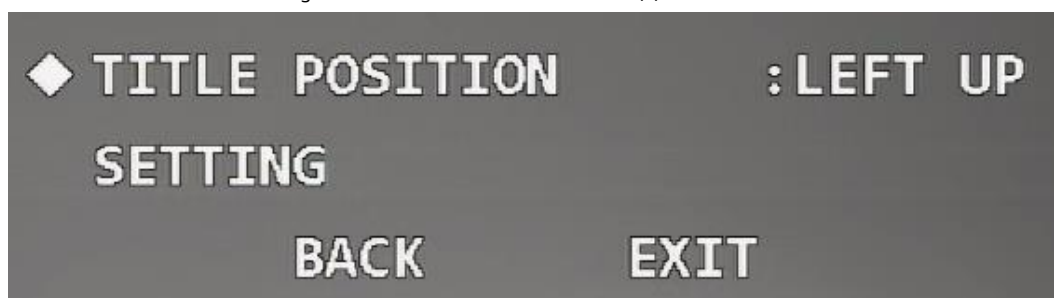 ◆ TITLE POSITION :LEFT UP
SETTING
BACK EXIT